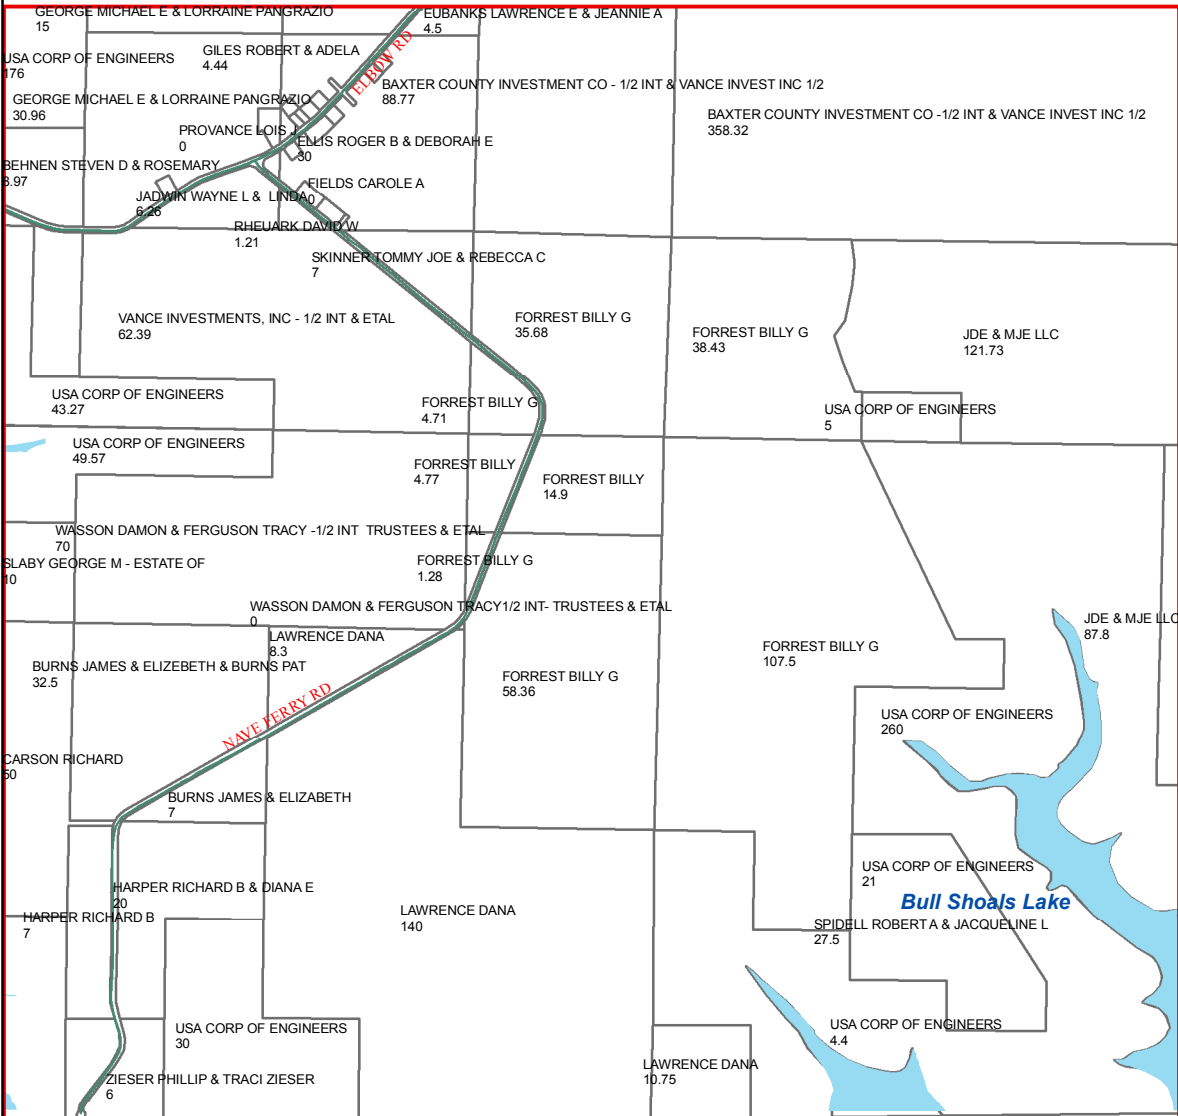 GEORGE MICHAEL E & LORRAINE PANGRAZIO
15
EUBANKS LAWRENCE E & JEANNIE A
4.5
USA CORP OF ENGINEERS
176
GILES ROBERT & ADELA
4.44
ELBOW RD
BAXTER COUNTY INVESTMENT CO - 1/2 INT & VANCE INVEST INC 1/2
88.77
GEORGE MICHAEL E & LORRAINE PANGRAZIO
30.96
BAXTER COUNTY INVESTMENT CO -1/2 INT & VANCE INVEST INC 1/2
358.32
PROVANCE LOIS J
0
ELLIS ROGER B & DEBORAH E
30
BEHNEN STEVEN D & ROSEMARY
8.97
FIELDS CAROLE A
0
JADWIN WAYNE L & LINDA
6.26
RHEUARK DAVID W
1.21
SKINNER TOMMY JOE & REBECCA C
7
VANCE INVESTMENTS, INC - 1/2 INT & ETAL
62.39
FORREST BILLY G
35.68
FORREST BILLY G
38.43
JDE & MJE LLC
121.73
USA CORP OF ENGINEERS
43.27
FORREST BILLY G
4.71
USA CORP OF ENGINEERS
5
USA CORP OF ENGINEERS
49.57
FORREST BILLY
4.77
FORREST BILLY
14.9
WASSON DAMON & FERGUSON TRACY -1/2 INT TRUSTEES & ETAL
70
SLABY GEORGE M - ESTATE OF
10
FORREST BILLY G
1.28
WASSON DAMON & FERGUSON TRACY1/2 INT- TRUSTEES & ETAL
0
LAWRENCE DANA
8.3
JDE & MJE LLC
87.8
BURNS JAMES & ELIZEBETH & BURNS PAT
32.5
FORREST BILLY G
58.36
FORREST BILLY G
107.5
NAVE FERRY RD
USA CORP OF ENGINEERS
260
CARSON RICHARD
50
BURNS JAMES & ELIZABETH
7
USA CORP OF ENGINEERS
21
HARPER RICHARD B & DIANA E
20
Bull Shoals Lake
HARPER RICHARD B
7
LAWRENCE DANA
140
SPIDELL ROBERT A & JACQUELINE L
27.5
USA CORP OF ENGINEERS
30
USA CORP OF ENGINEERS
4.4
LAWRENCE DANA
10.75
ZIESER PHILLIP & TRACI ZIESER
6